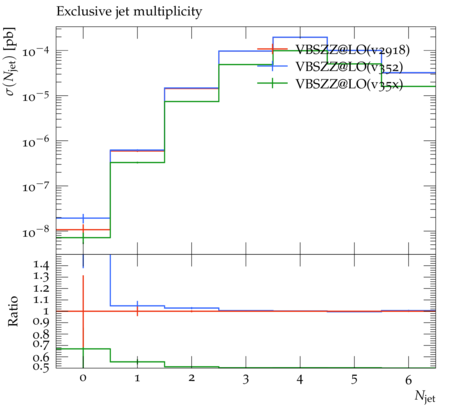 Exclusive jet multiplicity
σ(N_jet) [pb]
10^−4
10^−5
10^−6
10^−7
10^−8
VBSZZ@LO(v2918)
VBSZZ@LO(v352)
VBSZZ@LO(v35x)
Ratio
1.4
1.3
1.2
1.1
1
0.9
0.8
0.7
0.6
0.5
0 1 2 3 4 5 6
N_jet